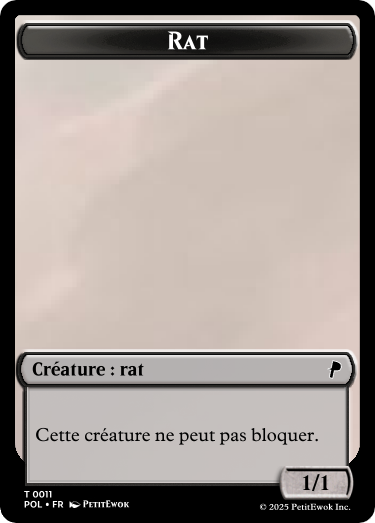 Rat
Créature : rat
Cette créature ne peut pas bloquer.
1/1
T 0011
POL • FR PetitEwok
© 2025 PetitEwok Inc.